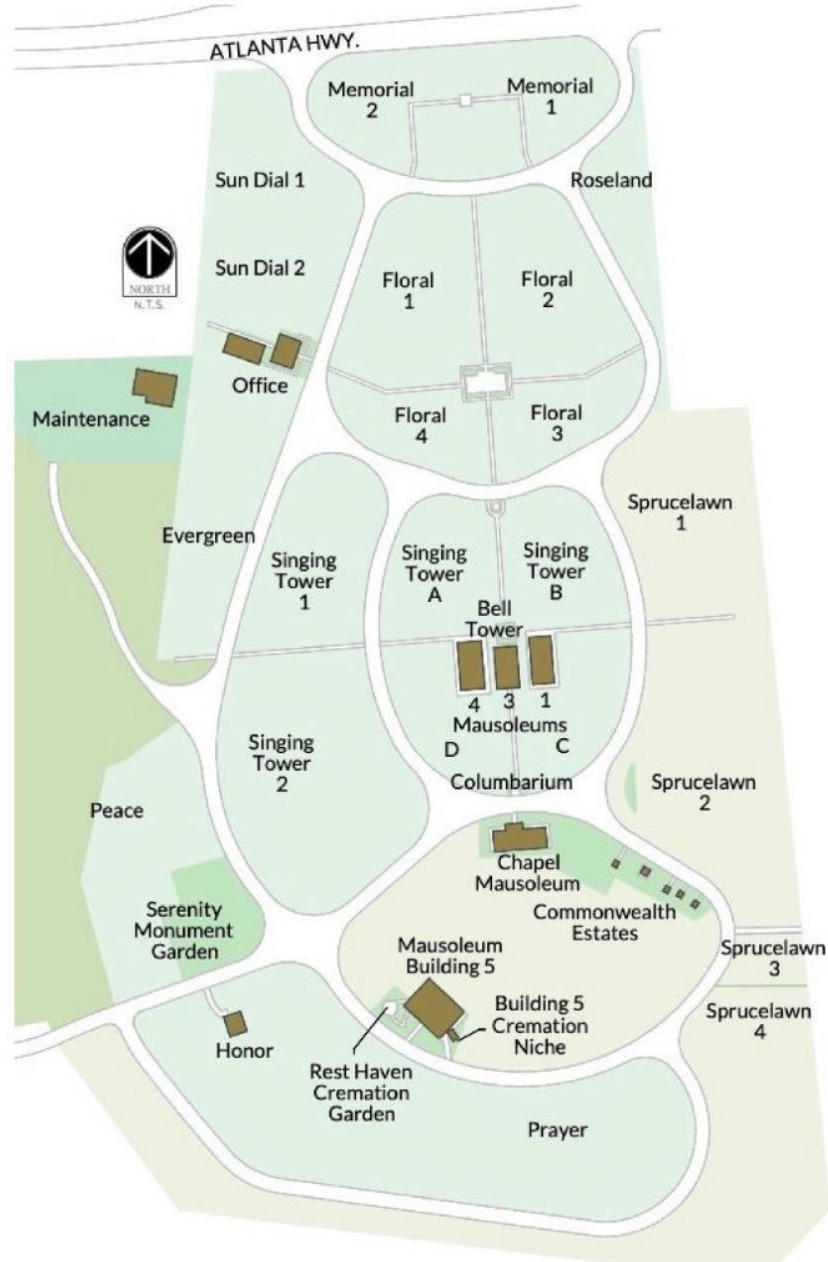 ATLANTA HWY.
Memorial
2
Memorial
1
Sun Dial 1
Roseland
Sun Dial 2
NORTH
N.T.S.
Floral
1
Floral
2
Office
Maintenance
Floral
4
Floral
3
Sprucelawn
1
Evergreen
Singing
Tower
1
Singing
Tower
A
Singing
Tower
B
Bell
Tower
4
3
1
Mausoleums
D
C
Singing
Tower
2
Columbarium
Sprucelawn
2
Peace
Chapel
Mausoleum
Commonwealth
Estates
Serenity
Monument
Garden
Mausoleum
Building 5
Sprucelawn
3
Building 5
Cremation
Niche
Sprucelawn
4
Honor
Rest Haven
Cremation
Garden
Prayer